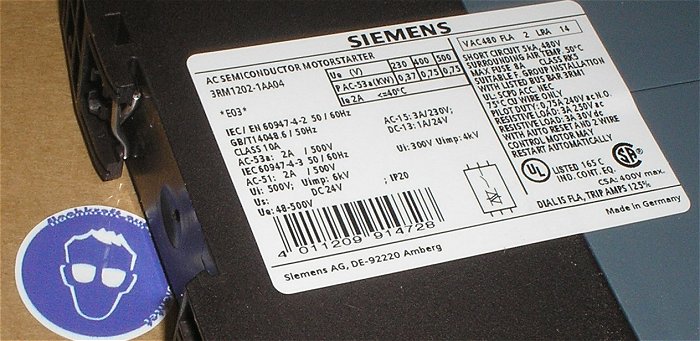 SIEMENS
AC SEMICONDUCTOR MOTORSTARTER
3RM1202-1AA04
*E03*
Ue (V) 230 400 500
P AC-53a(KW) 0,37 0,75 0,75
Ie 2A <=40°C
IEC/EN 60947-4-2 50/60Hz
GB/T14048.6/50Hz
CLASS 10A
AC-53a: 2A /500V
IEC60947-4-3 50/60 Hz
AC-51: 2A /500V
Ui: 500V; Uimp: 6kV
Us: DC24V ; IP20
Ue: 48-500V
AC-15: 3A/230V;
DC-13: 1A/24V
Ui: 300V Uimp: 4kV
4 011209 914728
Siemens AG, DE-92220 Amberg
VAC480 FLA 2 LRA 14
SHORT CIRCUIT 5kA, 480V
SURROUNDING AIR TEMP. 50°C
MAX FUSE 8A CLASS RK5
SUITABLE F. GROUP INSTALLATION
WITH LISTED BUS BAR 3RM1
UL: SCPD ACC. NEC
75°C CU WIRE ONLY
PILOT DUTY: 0,75A 240V ac N.O.
RESISTIVE LOAD: 3A 250V ac
RESISTIVE LOAD: 3A 30V dc
WITH AUTO RESET AND 2 WIRE
CONTROL MOTOR MAY
RESTART AUTOMATICALLY
UL
LISTED 165 C
IND. CONT. EQ.
SA
CSA: 400V max.
DIAL IS FLA, TRIP AMPS 125%
Made in Germany
Nachkraft-nur